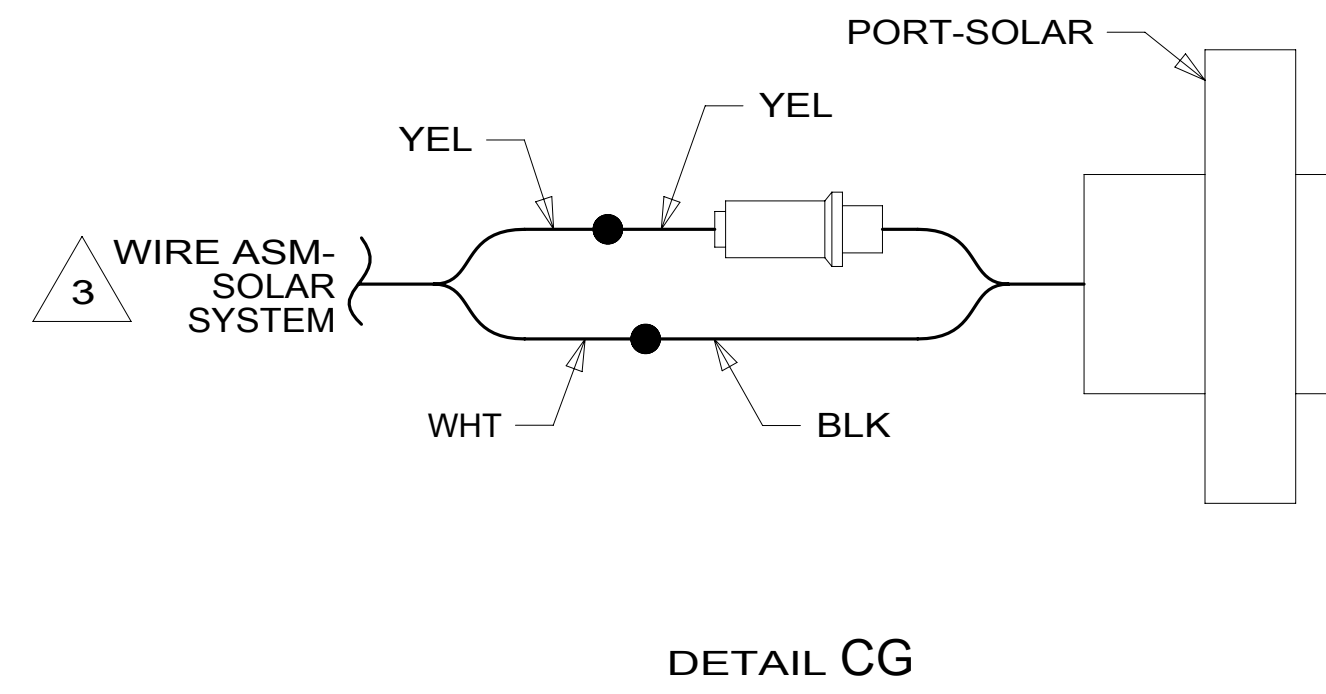 PORT-SOLAR
YEL
YEL
3
WIRE ASM-
SOLAR
SYSTEM
WHT
BLK
DETAIL CG